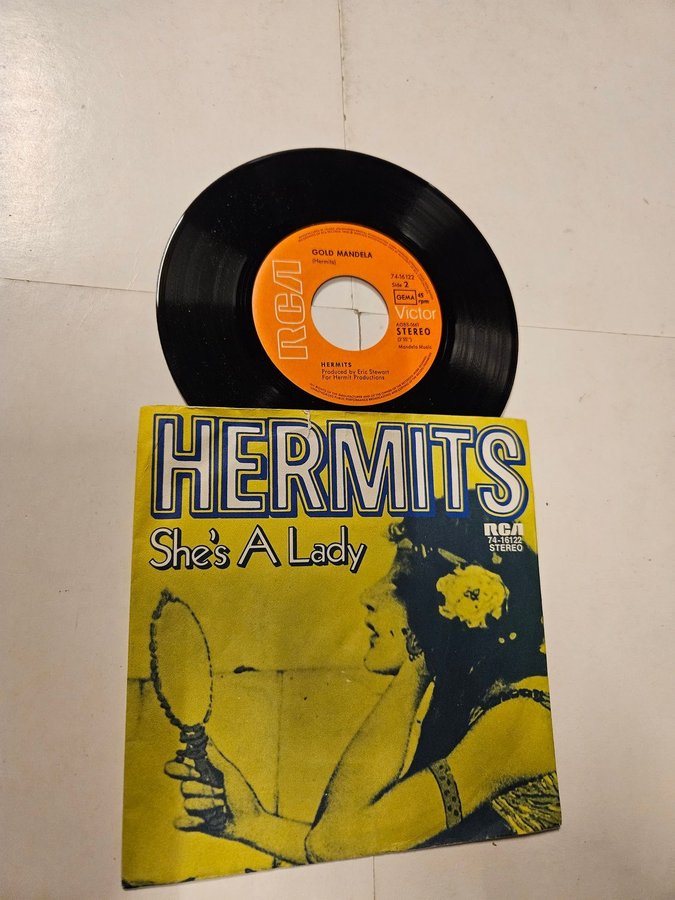 GOLD MANDELA
(Hermits)
RCA
74-16122
Side 2
GEMA
45
rpm
Victor
STEREO
Mandela Music
HERMITS
Produced by Eric Stewart
For Hermit Productions
HERMITS
She's A Lady
RCA
74-16122
STEREO